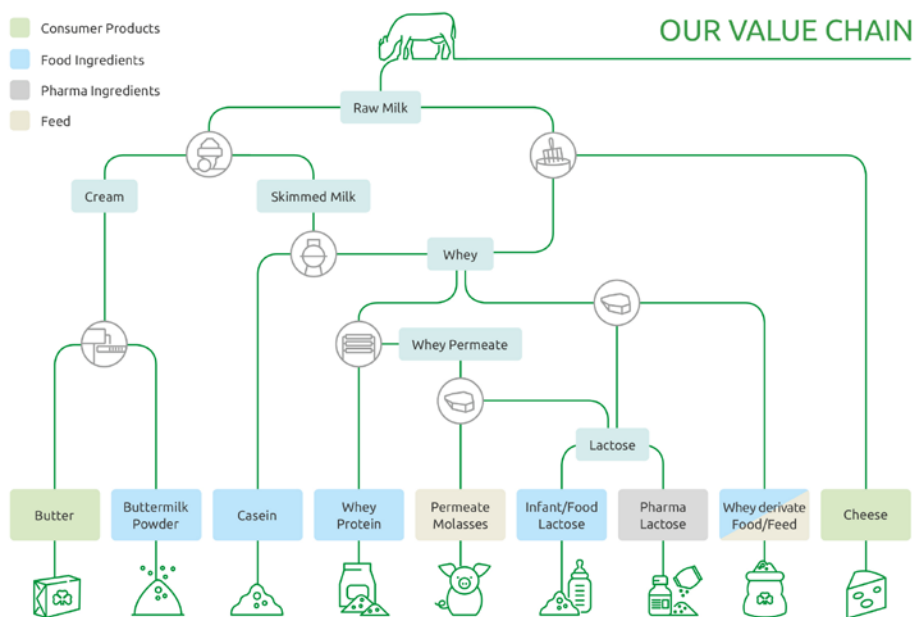 OUR VALUE CHAIN
Consumer Products
Food Ingredients
Pharma Ingredients
Feed
Raw Milk
Cream
Skimmed Milk
Whey
Whey Permeate
Lactose
Butter
Buttermilk
Powder
Casein
Whey
Protein
Permeate
Molasses
Infant/Food
Lactose
Pharma
Lactose
Whey derivate
Food/Feed
Cheese